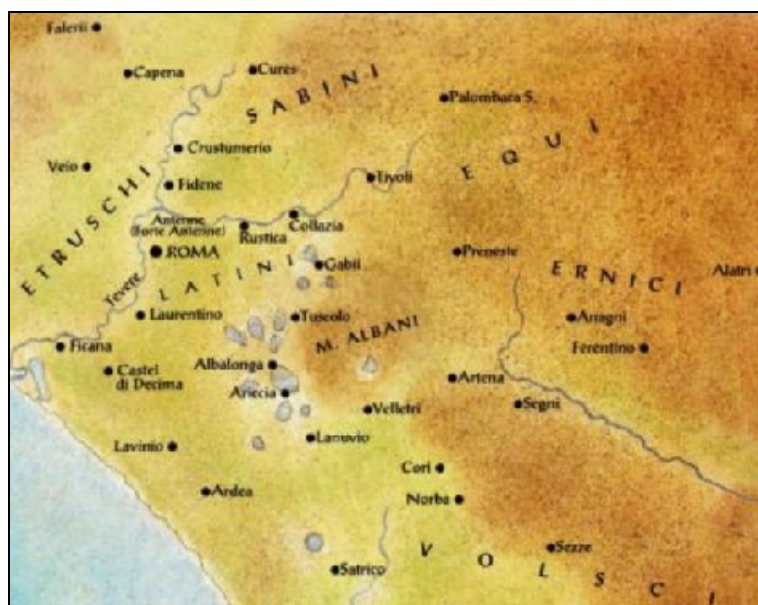 Falerii
Capena
Cures
SABINI
Palombara S.
Crustumerio
EQUI
Veio
Fidene
Tivoli
ETRUSCHI
Antenne
(Forte Antenne)
Rustica
Collazia
ROMA
LATINI
Gabii
Preneste
ERNICI
Alatri
Tevere
Laurentino
Tuscolo
M. ALBANI
Anagni
Ficana
Ferentino
Castel
di Decima
Albalonga
Ariecia
Artena
Segni
Velletri
Lavinio
Lanuvio
Cori
Ardea
Norba
VOLSCI
Sezze
Satrico